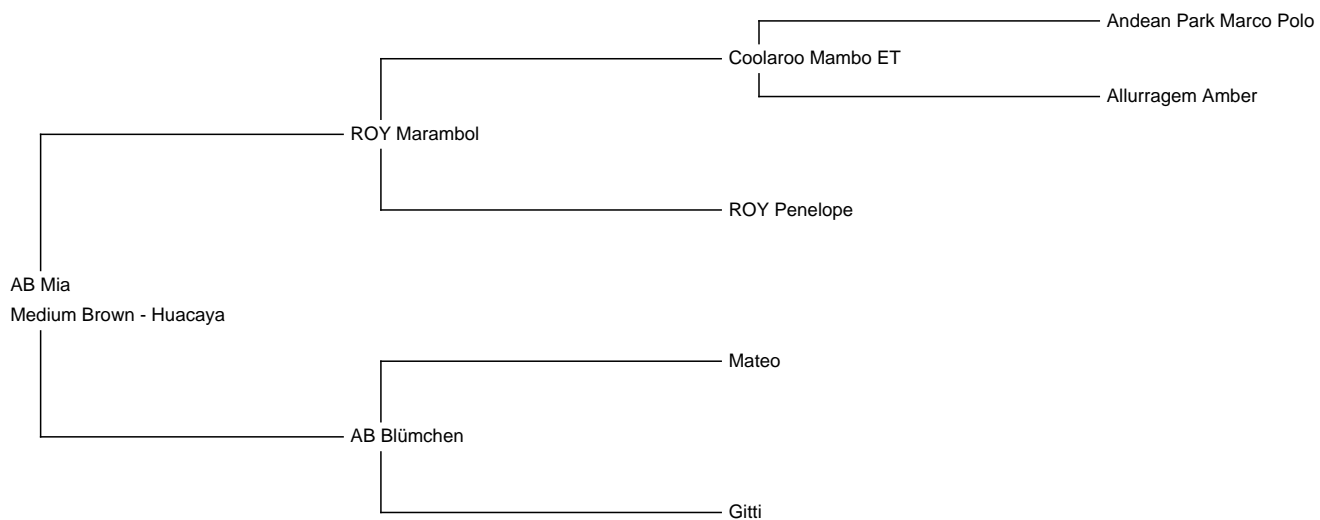 Andean Park Marco Polo
Coolaroo Mambo ET
Allurragem Amber
ROY Marambol
ROY Penelope
AB Mia
Medium Brown - Huacaya
Mateo
AB Blümchen
Gitti